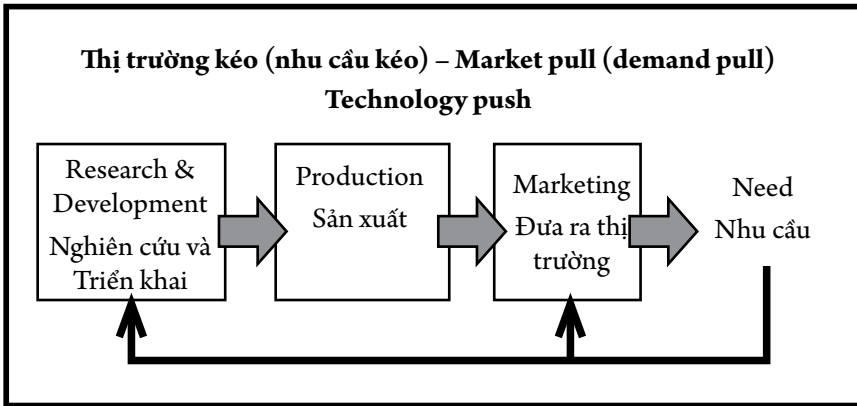 Thị trường kéo (nhu cầu kéo) – Market pull (demand pull)
Technology push
Research &
Development
Nghiên cứu và
Triển khai
Production
Sản xuất
Marketing
Đưa ra thị
trường
Need
Nhu cầu